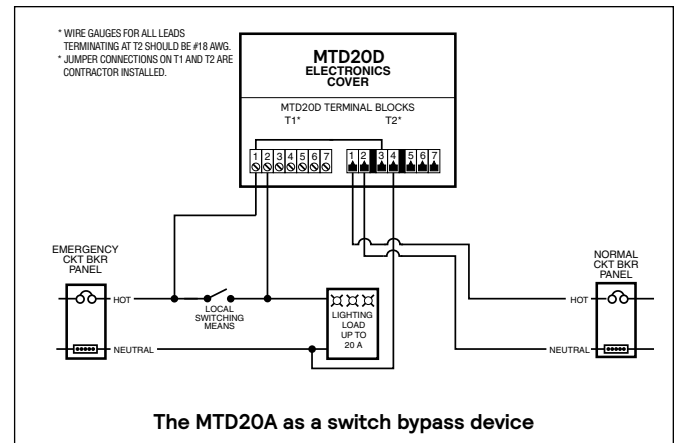 * WIRE GAUGES FOR ALL LEADS
TERMINATING AT T2 SHOULD BE #18 AWG.
* JUMPER CONNECTIONS ON T1 AND T2 ARE
CONTRACTOR INSTALLED.
MTD20D
ELECTRONICS
COVER
MTD20D TERMINAL BLOCKS
T1* T2*
1 2 3 4 5 6 7 1 2 3 4 5 6 7
EMERGENCY
CKT BKR
PANEL
HOT
NEUTRAL
LOCAL
SWITCHING
MEANS
LIGHTING
LOAD
UP TO
20 A
NORMAL
CKT BKR
PANEL
HOT
NEUTRAL
The MTD20A as a switch bypass device